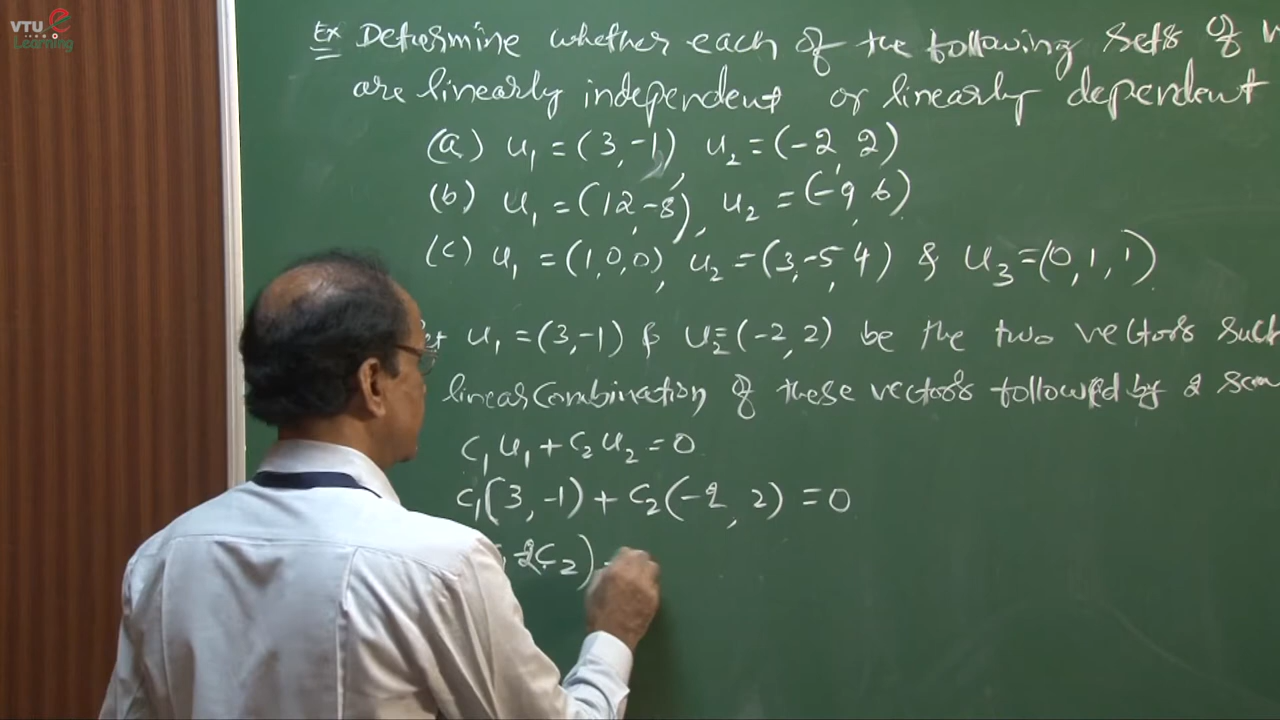 VTU e
Learning
Ex Determine whether each of the following sets of
are linearly independent or linearly dependent
(a) u₁ = (3, -1), u₂ = (-2, 2)
(b) u₁ = (12, -8), u₂ = (-9, 6)
(c) u₁ = (1, 0, 0), u₂ = (3, -5, 4) & u₃ = (0, 1, 1)
u₁ = (3, -1) & u₂ = (-2, 2) be the two vectors such
linear Combination of these vectors followed by 2
c₁u₁ + c₂u₂ = 0
c₁(3, -1) + c₂(-2, 2) = 0
-2c₂)